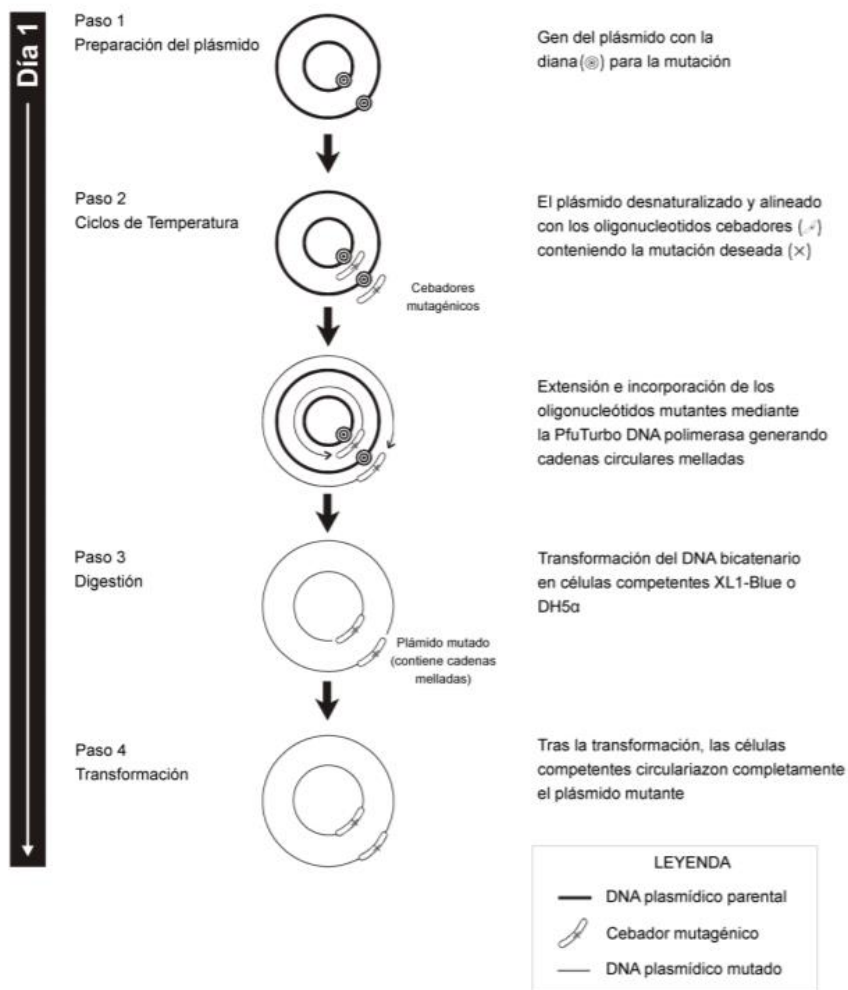 Día 1
Paso 1
Preparación del plásmido
Gen del plásmido con la
diana(◎) para la mutación
Paso 2
Ciclos de Temperatura
El plásmido desnaturalizado y alineado
con los oligonucleotidos cebadores ( )
conteniendo la mutación deseada (×)
Cebadores
mutagénicos
Extensión e incorporación de los
oligonucleótidos mutantes mediante
la PfuTurbo DNA polimerasa generando
cadenas circulares melladas
Paso 3
Digestión
Transformación del DNA bicatenario
en células competentes XL1-Blue o
DH5α
Plámido mutado
(contiene cadenas
melladas)
Paso 4
Transformación
Tras la transformación, las células
competentes circulariazon completamente
el plásmido mutante
LEYENDA
DNA plasmídico parental
Cebador mutagénico
DNA plasmídico mutado